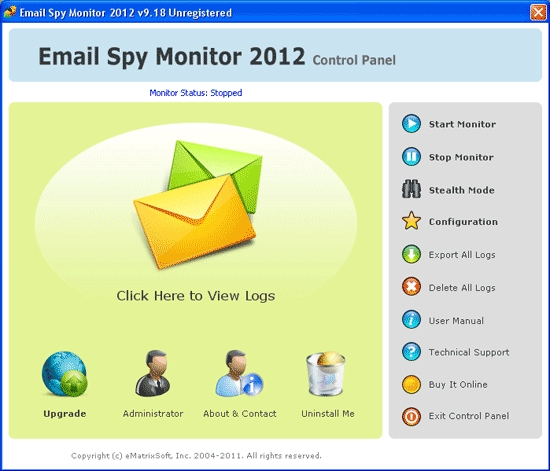 Email Spy Monitor 2012 v9.18 Unregistered
Email Spy Monitor 2012 Control Panel
Monitor Status: Stopped
Click Here to View Logs
Upgrade
Administrator
About & Contact
Uninstall Me
Start Monitor
Stop Monitor
Stealth Mode
Configuration
Export All Logs
Delete All Logs
User Manual
Technical Support
Buy It Online
Exit Control Panel
Copyright (c) eMatrixSoft, Inc. 2004-2011. All rights reserved.